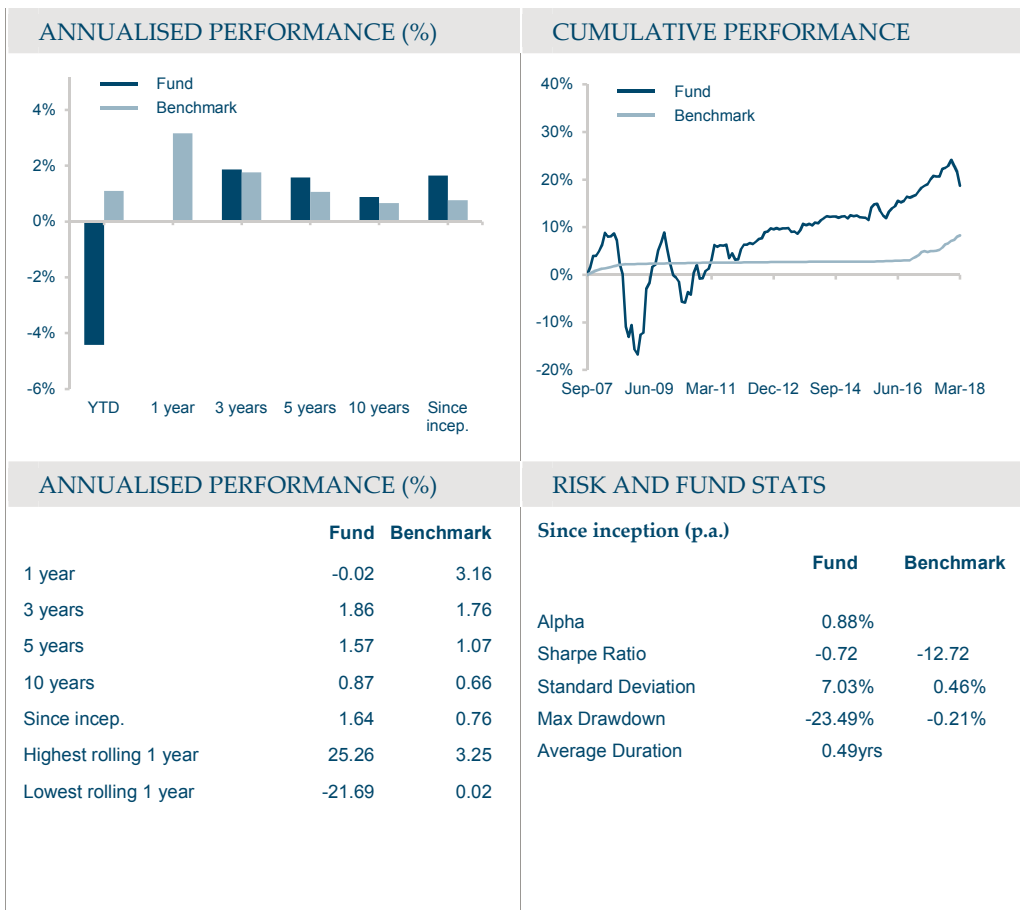 ANNUALISED PERFORMANCE (%)
Fund
Benchmark
4%
2%
0%
-2%
-4%
-6%
YTD 1 year 3 years 5 years 10 years Since
incep.
CUMULATIVE PERFORMANCE
40%
Fund
Benchmark
30%
20%
10%
0%
-10%
-20%
Sep-07 Jun-09 Mar-11 Dec-12 Sep-14 Jun-16 Mar-18
ANNUALISED PERFORMANCE (%)
Fund Benchmark
1 year -0.02 3.16
3 years 1.86 1.76
5 years 1.57 1.07
10 years 0.87 0.66
Since incep. 1.64 0.76
Highest rolling 1 year 25.26 3.25
Lowest rolling 1 year -21.69 0.02
RISK AND FUND STATS
Since inception (p.a.)
Fund Benchmark
Alpha 0.88%
Sharpe Ratio -0.72 -12.72
Standard Deviation 7.03% 0.46%
Max Drawdown -23.49% -0.21%
Average Duration 0.49yrs